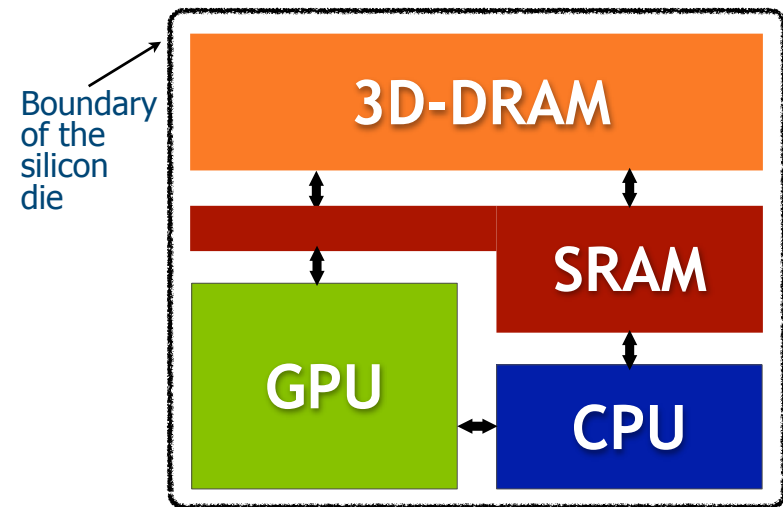 3D-DRAM
Boundary
of the
silicon
die
SRAM
GPU
CPU